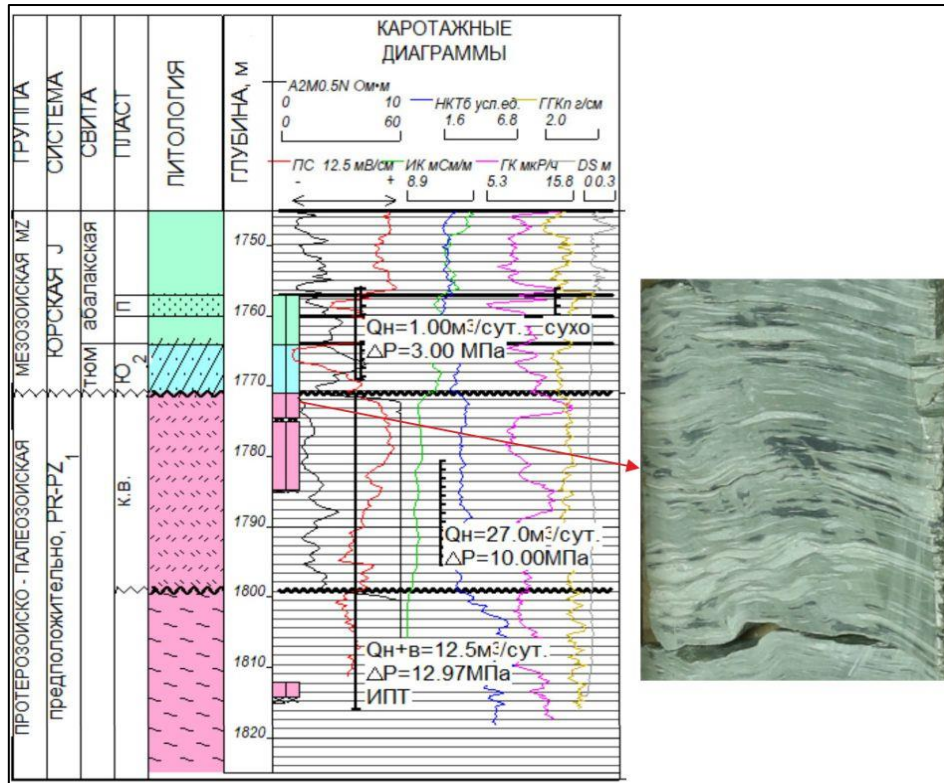 КАРОТАЖНЫЕ
ДИАГРАММЫ
ГРУППА
СИСТЕМА
СВИТА
ПЛАСТ
ЛИТОЛОГИЯ
ГЛУБИНА, м
A2M0.5N Ом•м
0 10
0 60
НКТб усл.ед.
1.6 6.8
ГГКп г/см
2.0
ПС 12.5 мВ/см
- +
ИК мСм/м
8.9
ГК мкР/ч
5.3 15.8
DS м
0 0.3
МЕЗОЗОЙСКАЯ MZ
ЮРСКАЯ J
абалакская
тюм
П
Ю2
ПРОТЕРОЗОЙСКО - ПАЛЕОЗОЙСКАЯ
предположительно, PR-PZ1
к.в.
1750
1760
1770
1780
1790
1800
1810
1820
Qн=1.00м³/сут. сухо
△P=3.00 МПа
Qн=27.0м³/сут.
△P=10.00МПа
Qн+в=12.5м³/сут.
△P=12.97МПа
ИПТ